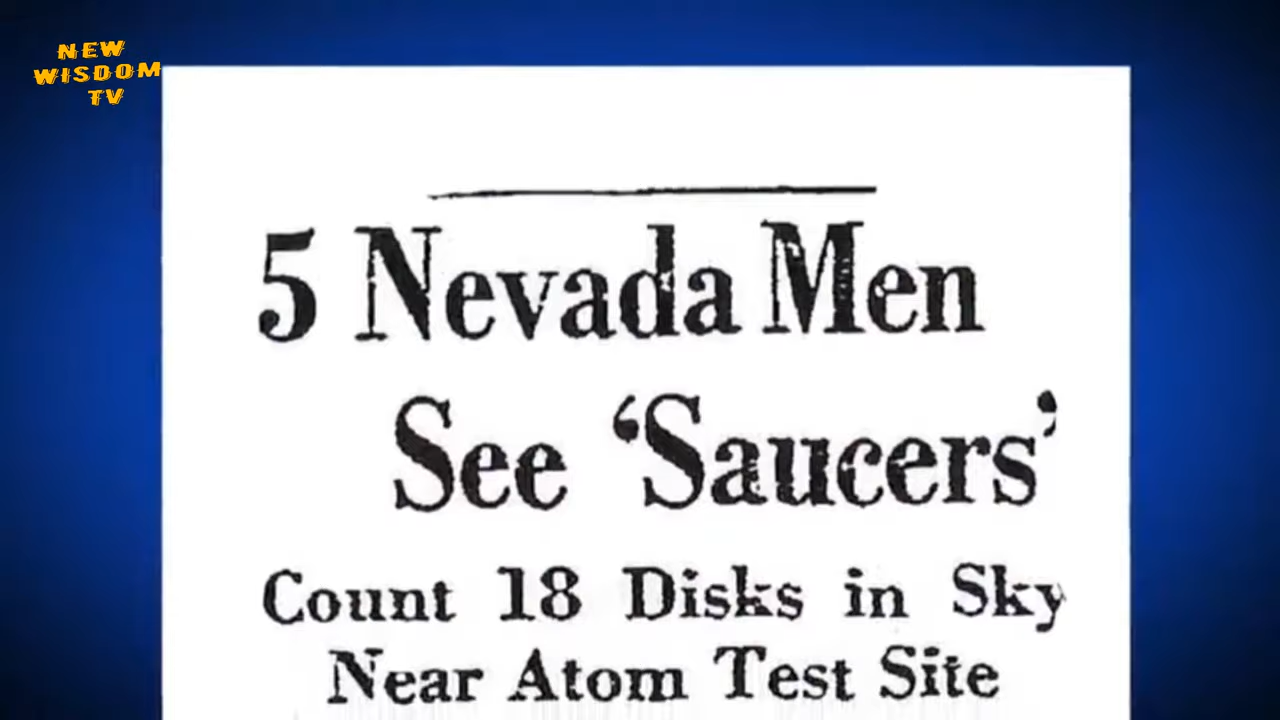 NEW
WISDOM
TV
5 Nevada Men
See ‘Saucers’
Count 18 Disks in Sky
Near Atom Test Site